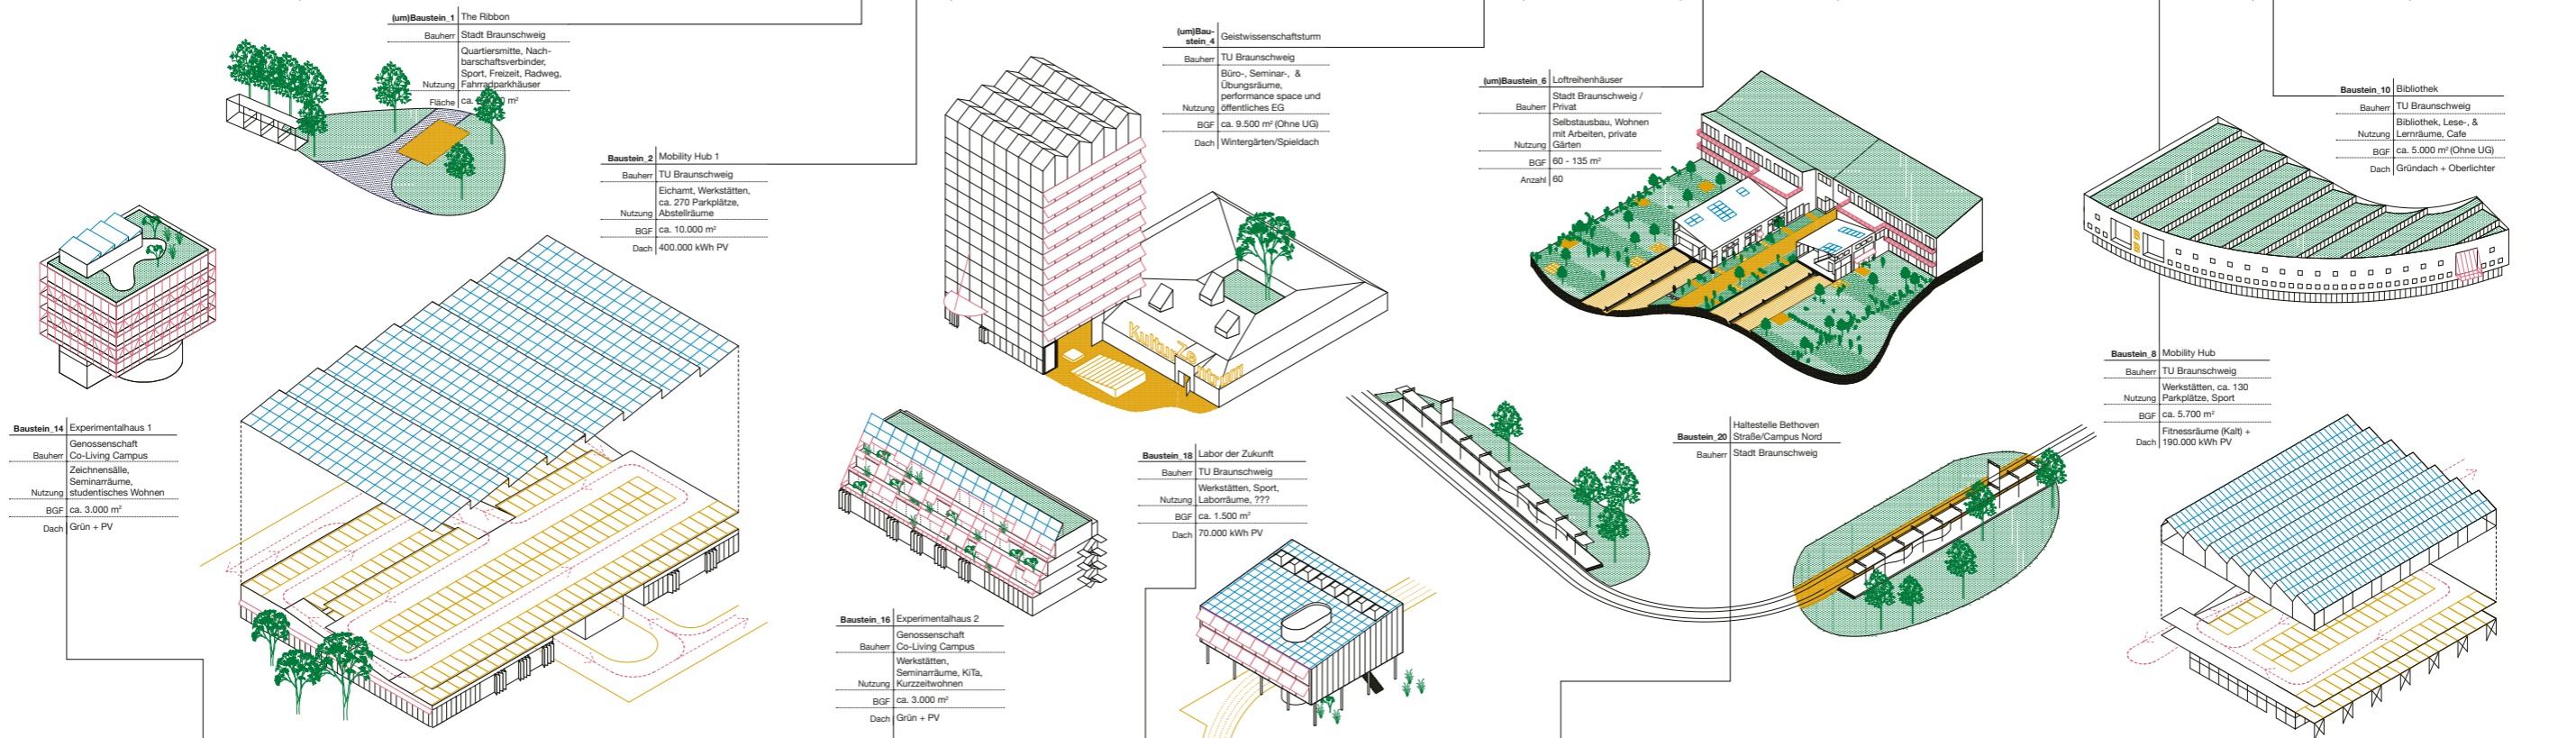 (um)Baustein_1 The Ribbon
Bauherr Stadt Braunschweig
Quartiersmitte, Nach-
barschaftsverbinder,
Sport, Freizeit, Radweg,
Nutzung Fahrradparkhäuser
Fläche ca. m²
Baustein_2 Mobility Hub 1
Bauherr TU Braunschweig
Eichamt, Werkstätten,
ca. 270 Parkplätze,
Nutzung Abstellräume
BGF ca. 10.000 m²
Dach 400.000 kWh PV
(um)Bau-
stein_4 Geistwissenschaftsturm
Bauherr TU Braunschweig
Büro-, Seminar-, &
Übungsräume,
performance space und
Nutzung öffentliches EG
BGF ca. 9.500 m² (Ohne UG)
Dach Wintergärten/Spieldach
KulturZe
ntrum
(um)Baustein_6 Loftreihenhäuser
Stadt Braunschweig /
Bauherr Privat
Selbstausbau, Wohnen
mit Arbeiten, private
Nutzung Gärten
BGF 60 - 135 m²
Anzahl 60
Baustein_10 Bibliothek
Bauherr TU Braunschweig
Bibliothek, Lese-, &
Nutzung Lernräume, Cafe
BGF ca. 5.000 m² (Ohne UG)
Dach Gründach + Oberlichter
Baustein_8 Mobility Hub
Bauherr TU Braunschweig
Werkstätten, ca. 130
Nutzung Parkplätze, Sport
BGF ca. 5.700 m²
Fitnessräume (Kalt) +
Dach 190.000 kWh PV
Baustein_14 Experimentalhaus 1
Genossenschaft
Bauherr Co-Living Campus
Zeichnensälle,
Seminarräume,
Nutzung studentisches Wohnen
BGF ca. 3.000 m²
Dach Grün + PV
Baustein_16 Experimentalhaus 2
Genossenschaft
Bauherr Co-Living Campus
Werkstätten,
Seminarräume, KiTa,
Nutzung Kurzzeitwohnen
BGF ca. 3.000 m²
Dach Grün + PV
Baustein_18 Labor der Zukunft
Bauherr TU Braunschweig
Werkstätten, Sport,
Nutzung Laborräume, ???
BGF ca. 1.500 m²
Dach 70.000 kWh PV
Haltestelle Bethoven
Baustein_20 Straße/Campus Nord
Bauherr Stadt Braunschweig